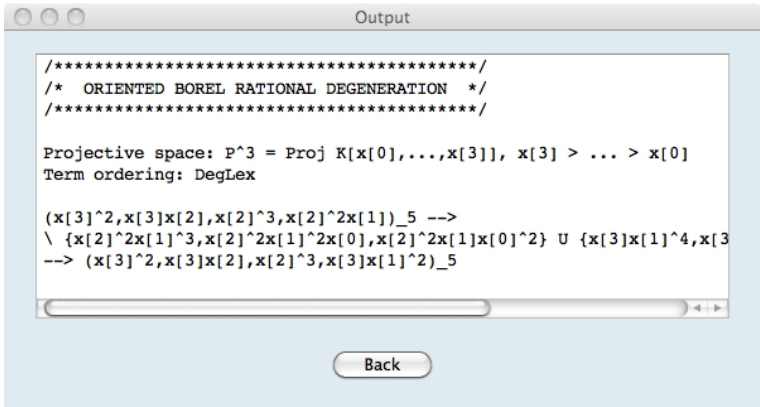 Output
/******************************************/
/*  ORIENTED BOREL RATIONAL DEGENERATION  */
/******************************************/
Projective space: P^3 = Proj K[x[0],...,x[3]], x[3] > ... > x[0]
Term ordering: DegLex
(x[3]^2,x[3]x[2],x[2]^3,x[2]^2x[1])_5 -->
\ {x[2]^2x[1]^3,x[2]^2x[1]^2x[0],x[2]^2x[1]x[0]^2} U {x[3]x[1]^4,x[3
--> (x[3]^2,x[3]x[2],x[2]^3,x[3]x[1]^2)_5
Back